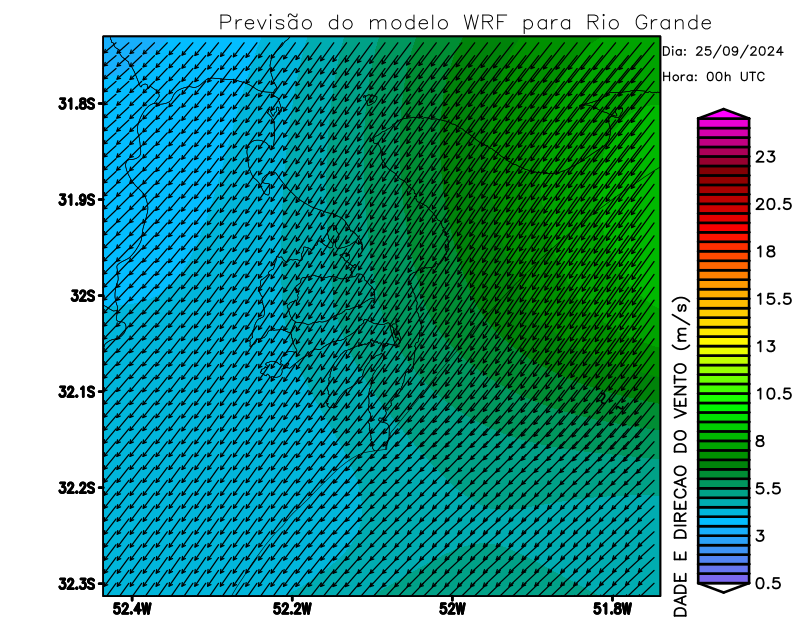 Previsão do modelo WRF para Rio Grande
Dia: 25/09/2024
Hora: 00h UTC
31.8S
31.9S
32S
32.1S
32.2S
32.3S
52.4W
52.2W
52W
51.8W
DADE E DIRECAO DO VENTO (m/s)
23
20.5
18
15.5
13
10.5
8
5.5
3
0.5